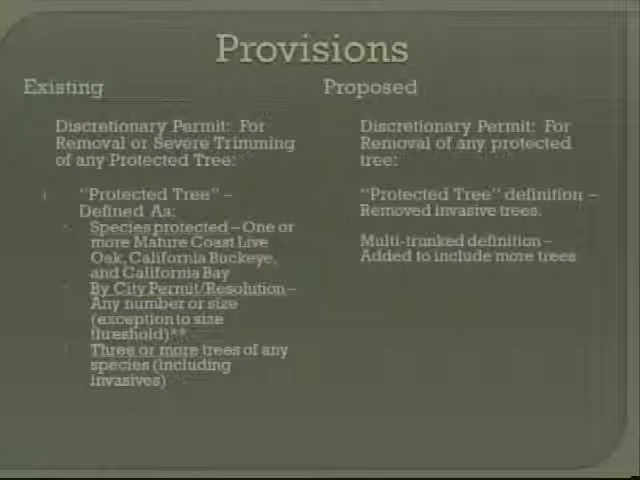 Provisions
Existing
Discretionary Permit: For
Removal or Severe Trimming
of any Protected Tree:
"Protected Tree" –
Defined As:
Species protected – One or
more Mature Coast Live
Oak, California Buckeye,
and California Bay
By City Permit/Resolution –
Any number or size
(exception to size
threshold)**
Three or more trees of any
species (including
invasives)
Proposed
Discretionary Permit: For
Removal of any protected
tree:
"Protected Tree" definition –
Removed invasive trees.
Multi-trunked definition –
Added to include more trees